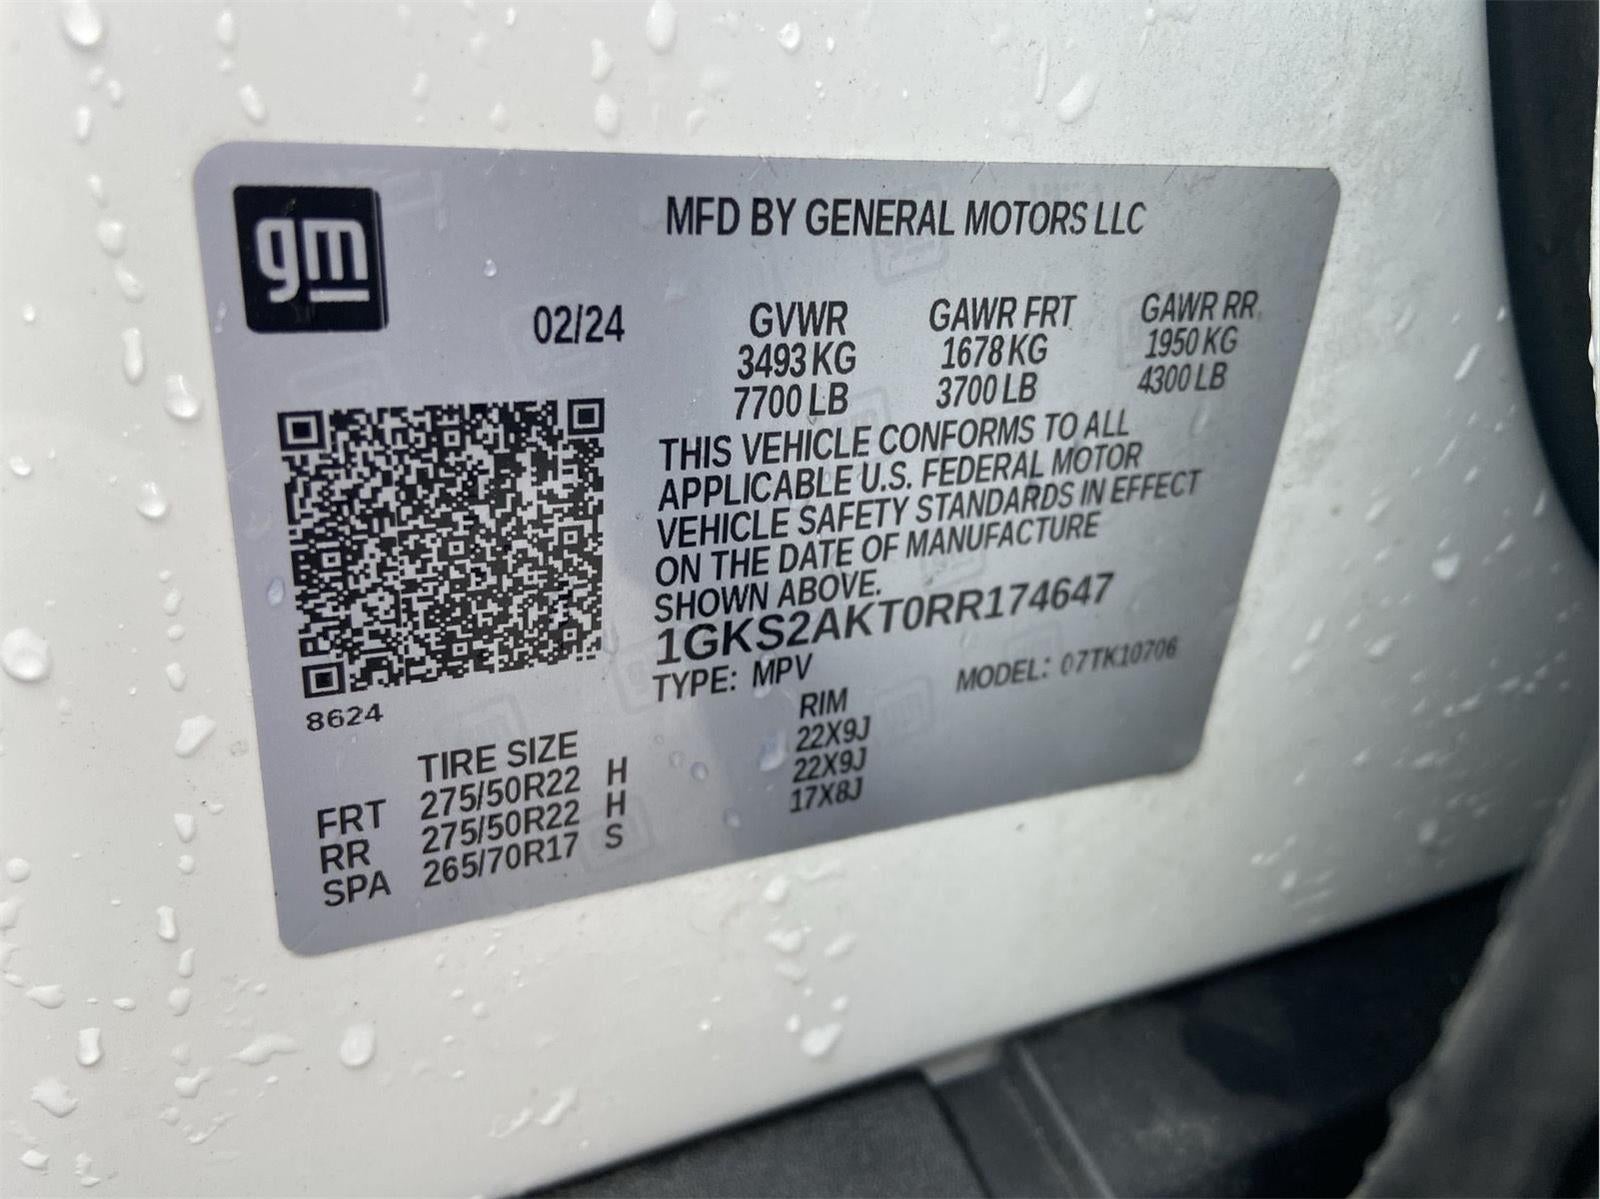 gm
MFD BY GENERAL MOTORS LLC
02/24 GVWR GAWR FRT GAWR RR
3493 KG 1678 KG 1950 KG
7700 LB 3700 LB 4300 LB
THIS VEHICLE CONFORMS TO ALL
APPLICABLE U.S. FEDERAL MOTOR
VEHICLE SAFETY STANDARDS IN EFFECT
ON THE DATE OF MANUFACTURE
SHOWN ABOVE.
1GKS2AKT0RR174647
TYPE: MPV MODEL: 07TK10706
8624
TIRE SIZE RIM
FRT 275/50R22 H 22X9J
RR 275/50R22 H 22X9J
SPA 265/70R17 S 17X8J